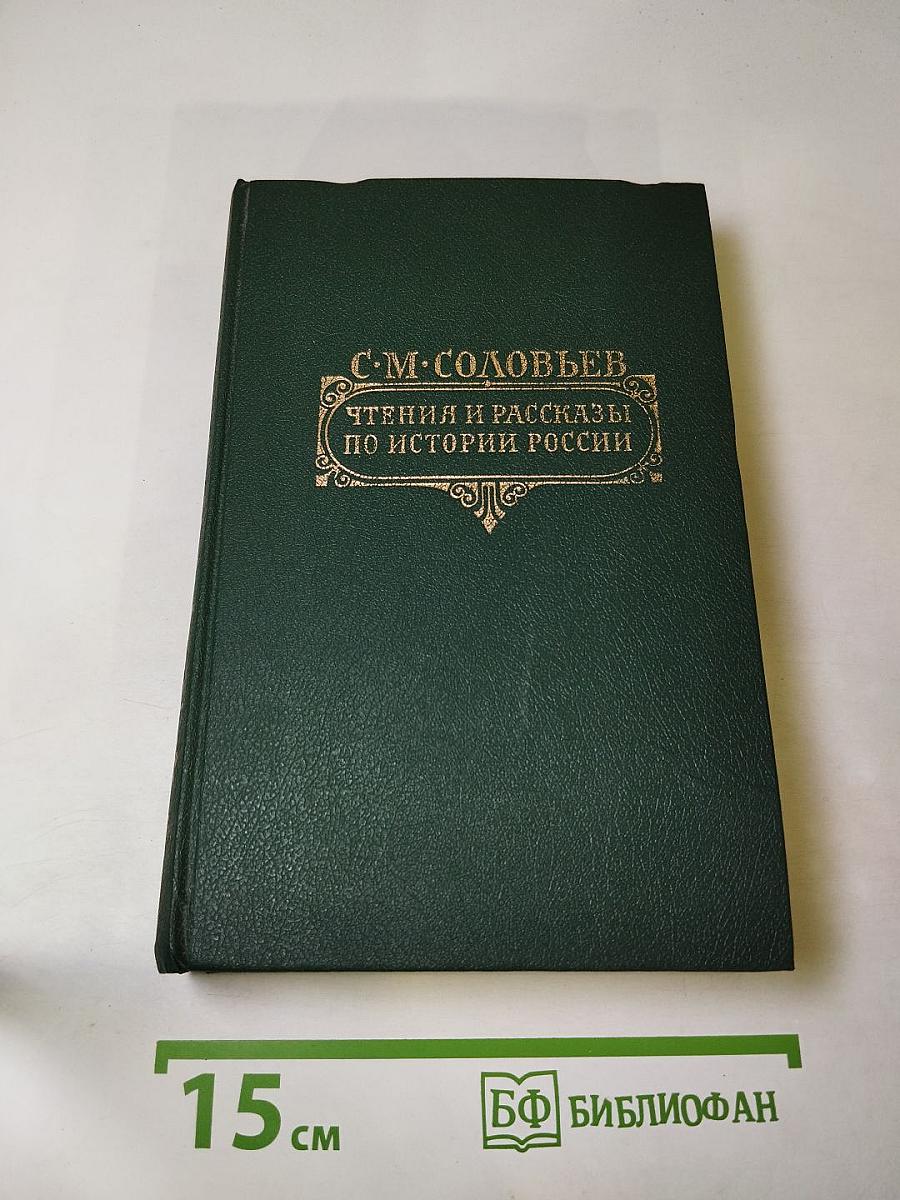 С·М·СОЛОВЬЕВ
ЧТЕНИЯ И РАССКАЗЫ
ПО ИСТОРИИ РОССИИ
15 см
БФ БИБЛИОФАН